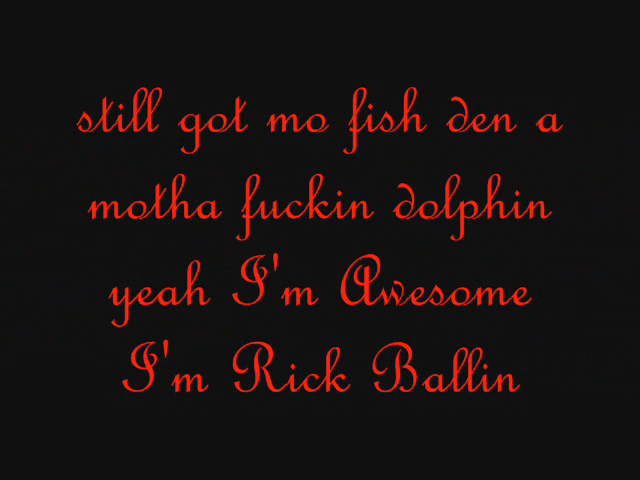 still got mo fish den a
motha fuckin dolphin
yeah I'm Awesome
I'm Rick Ballin